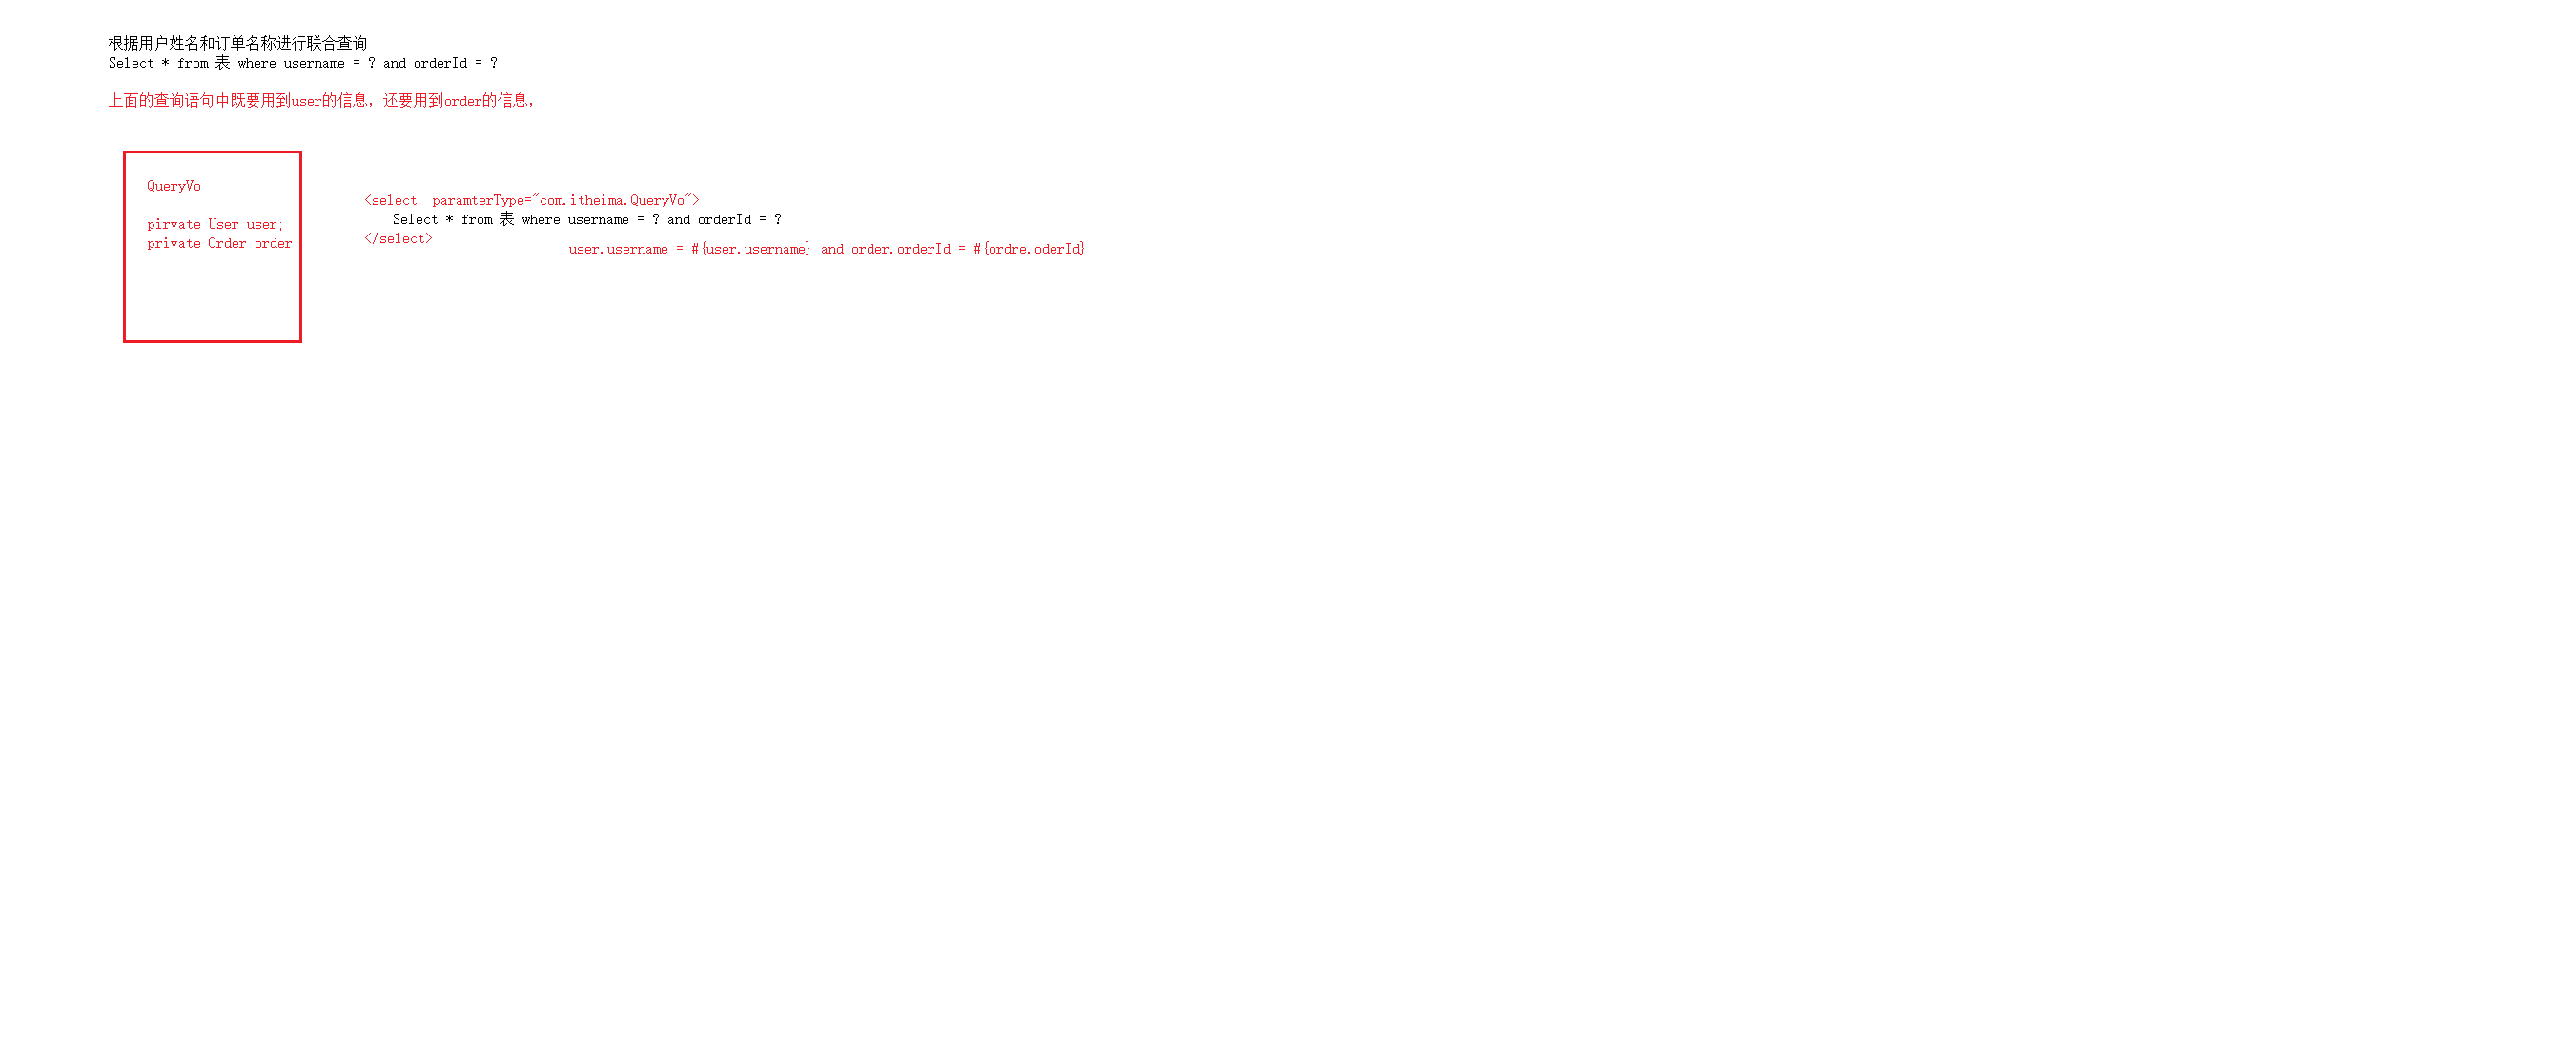 根据用户姓名和订单名称进行联合查询
Select * from 表 where username = ? and orderId = ?
上面的查询语句中既要用到user的信息，还要用到order的信息，
QueryVo
pirvate User user;
private Order order
<select  paramterType="com.itheima.QueryVo">
Select * from 表 where username = ? and orderId = ?
</select>
user.username = #{user.username} and order.orderId = #{ordre.oderId}